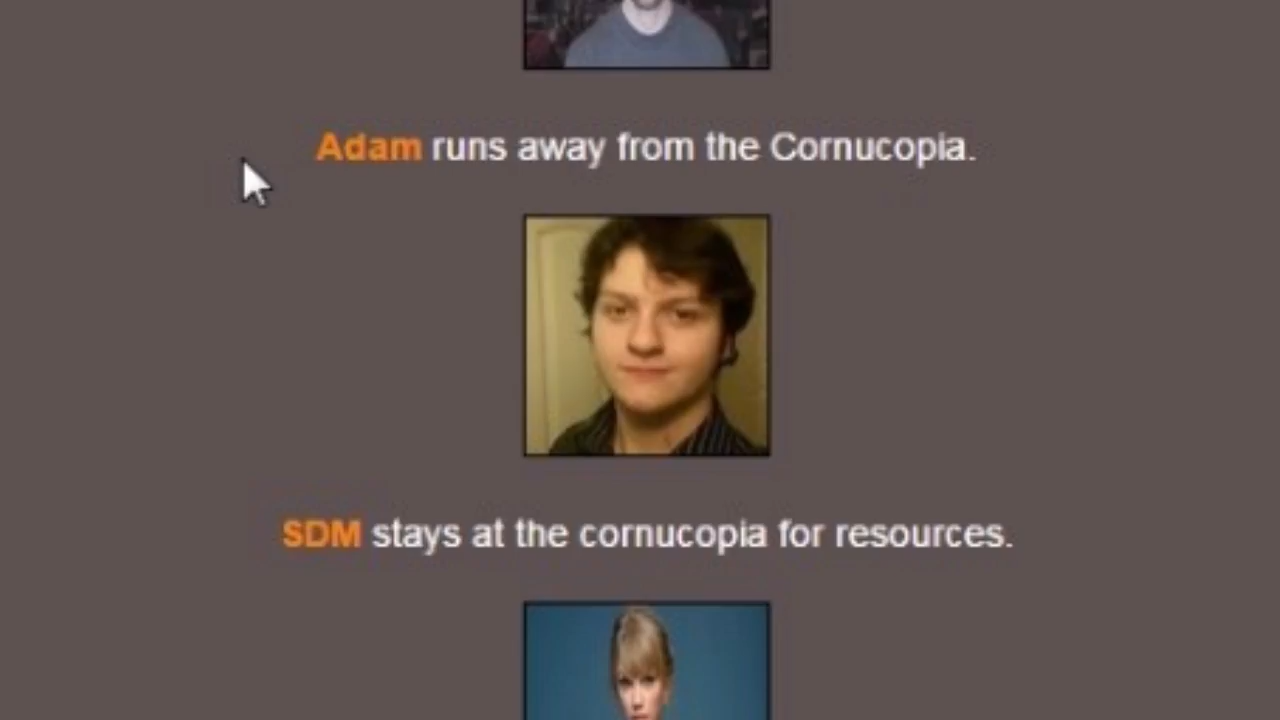 Adam runs away from the Cornucopia.
SDM stays at the cornucopia for resources.